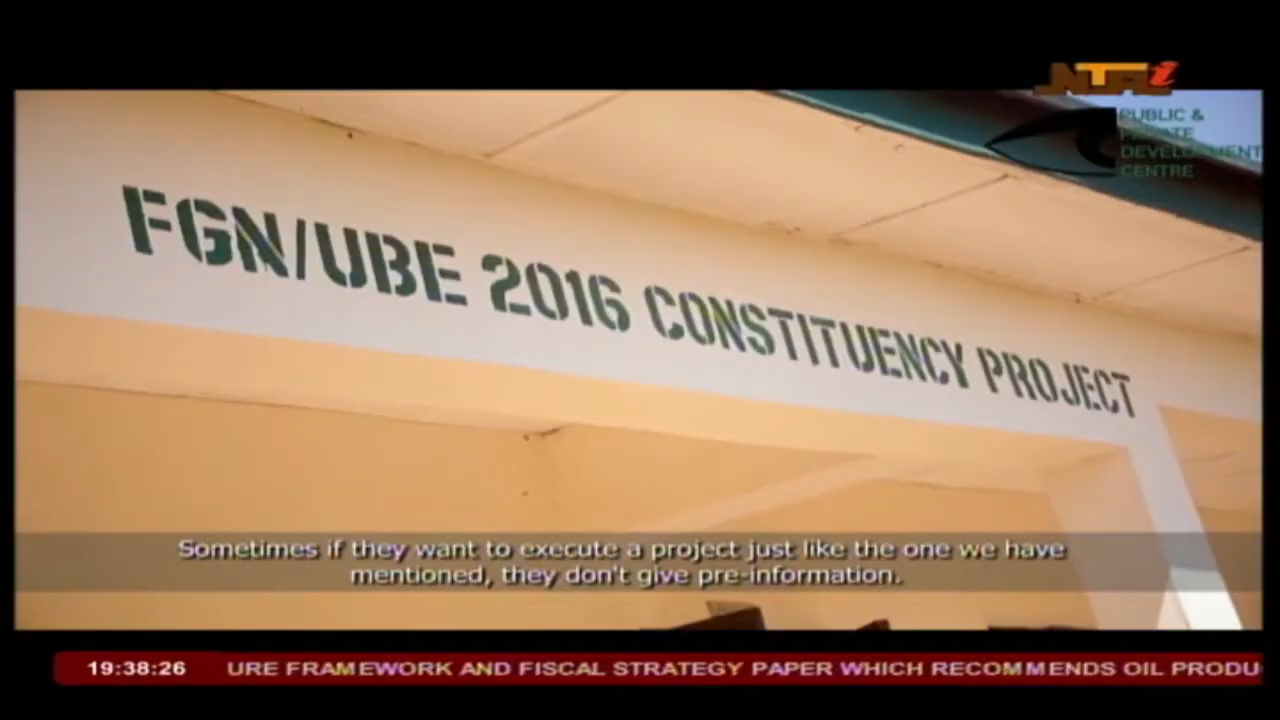 NTAi
PUBLIC &
PRIVATE
DEVELOPMENT
CENTRE
FGN/UBE 2016 CONSTITUENCY PROJECT
Sometimes if they want to execute a project just like the one we have
mentioned, they don't give pre-information.
19:38:26 URE FRAMEWORK AND FISCAL STRATEGY PAPER WHICH RECOMMENDS OIL PRODU